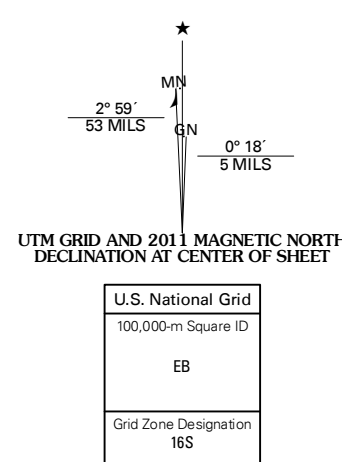 MN
2° 59´
53 MILS
GN
0° 18´
5 MILS
UTM GRID AND 2011 MAGNETIC NORTH
DECLINATION AT CENTER OF SHEET
U.S. National Grid
100,000-m Square ID
EB
Grid Zone Designation
16S